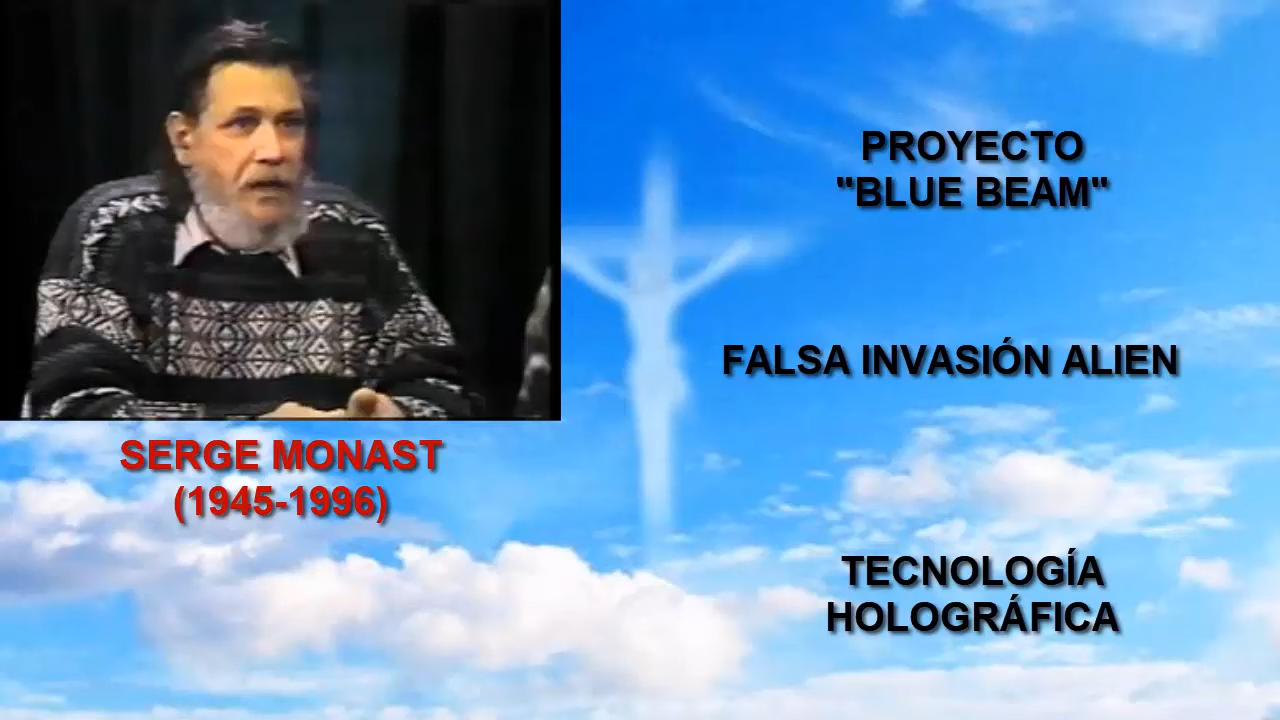 PROYECTO
"BLUE BEAM"
FALSA INVASIÓN ALIEN
SERGE MONAST
(1945-1996)
TECNOLOGÍA
HOLOGRÁFICA